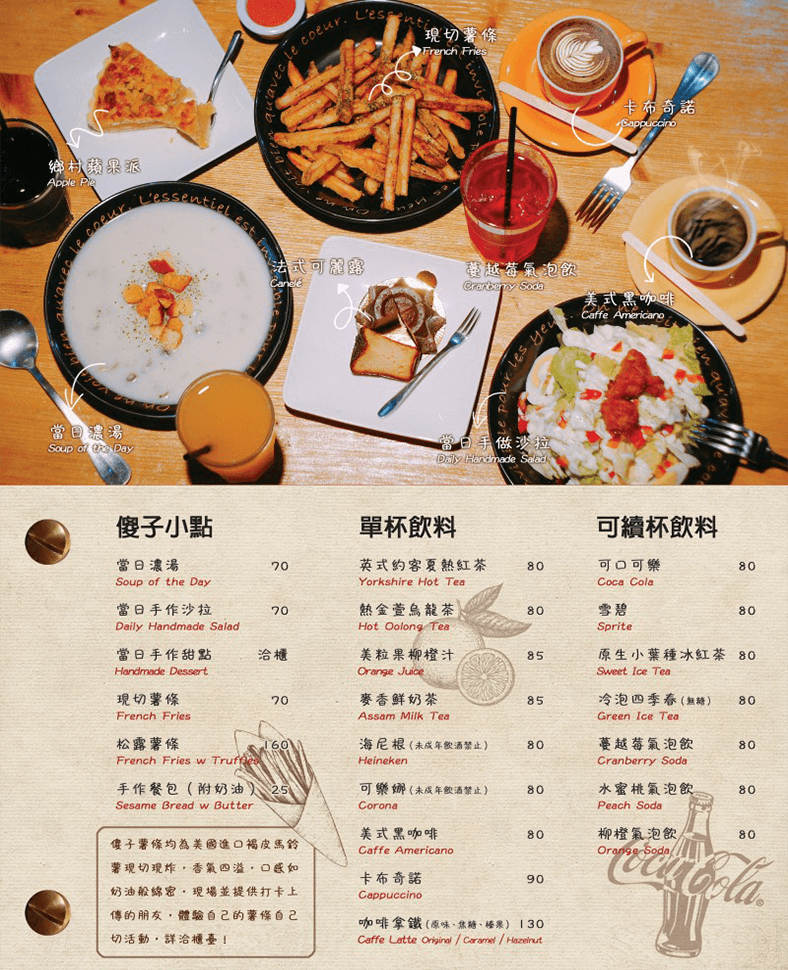 現切薯條
French Fries
卡布奇諾
Cappuccino
鄉村蘋果派
Apple Pie
法式可麗露
Canelé
蔓越莓氣泡飲
Cranberry Soda
美式黑咖啡
Caffe Americano
當日濃湯
Soup of the Day
當日手做沙拉
Daily Handmade Salad
傻子小點
當日濃湯 70
Soup of the Day
當日手作沙拉 70
Daily Handmade Salad
當日手作甜點 洽櫃
Handmade Dessert
現切薯條 70
French Fries
松露薯條 160
French Fries w Truffles
手作餐包（附奶油） 25
Sesame Bread w Butter
傻子薯條均為美國進口褐皮馬鈴
薯現切現炸，香氣四溢，口感如
奶油般綿密，現場並提供打卡上
傳的朋友，體驗自己的薯條自己
切活動，詳洽櫃臺！
單杯飲料
英式約客夏熱紅茶 80
Yorkshire Hot Tea
熱金萱烏龍茶 80
Hot Oolong Tea
美粒果柳橙汁 85
Orange Juice
麥香鮮奶茶 85
Assam Milk Tea
海尼根(未成年飲酒禁止) 80
Heineken
可樂娜(未成年飲酒禁止) 80
Corona
美式黑咖啡 80
Caffe Americano
卡布奇諾 90
Cappuccino
咖啡拿鐵(原味、焦糖、榛果) 130
Caffe Latte Original / Caramel / Hazelnut
可續杯飲料
可口可樂 80
Coca Cola
雪碧 80
Sprite
原生小葉種冰紅茶 80
Sweet Ice Tea
冷泡四季春(無糖) 80
Green Ice Tea
蔓越莓氣泡飲 80
Cranberry Soda
水蜜桃氣泡飲 80
Peach Soda
柳橙氣泡飲 80
Orange Soda
Coca-Cola®